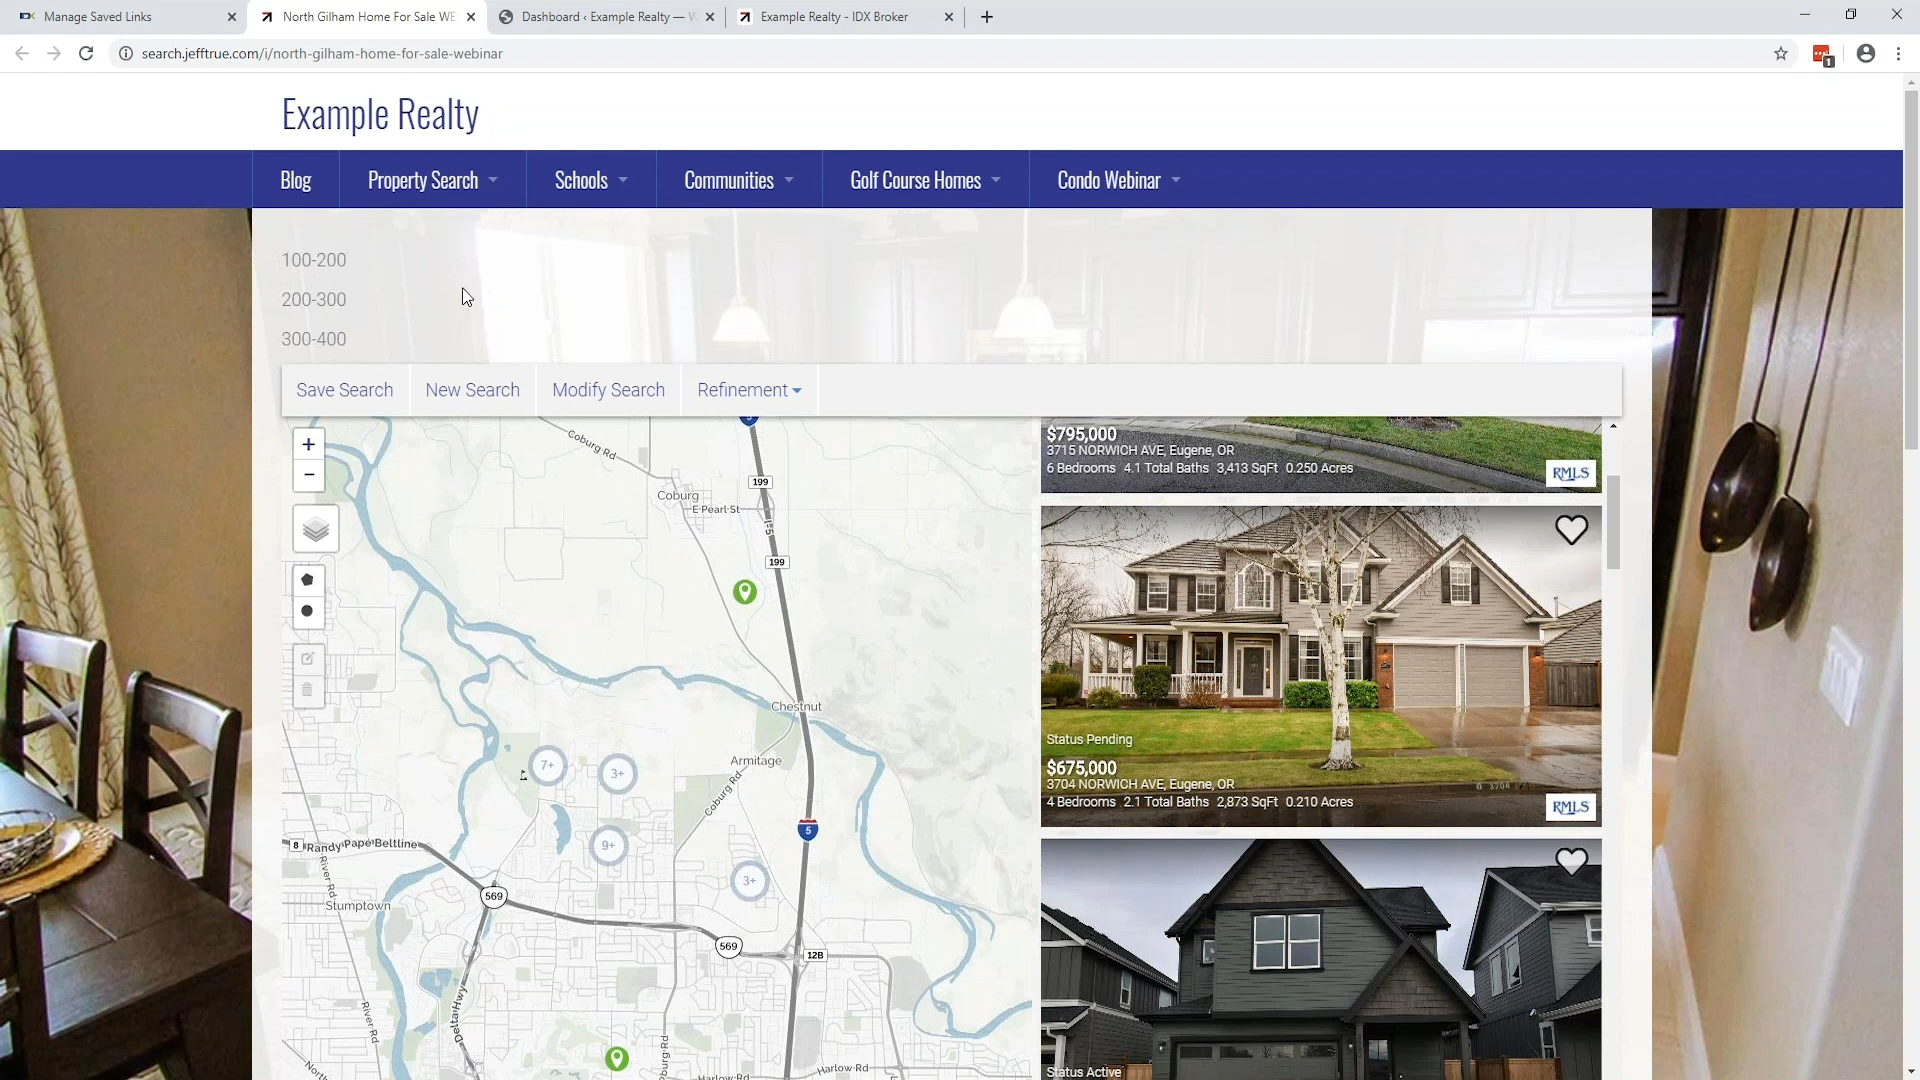 Manage Saved Links
North Gilham Home For Sale WE
Dashboard ‹ Example Realty — W
Example Realty - IDX Broker
search.jefftrue.com/i/north-gilham-home-for-sale-webinar
1
Example Realty
Blog
Property Search
Schools
Communities
Golf Course Homes
Condo Webinar
100-200
200-300
300-400
Save Search
New Search
Modify Search
Refinement
+
−
Coburg Rd
199
Coburg
E Pearl St
I-5
199
Chestnut
Armitage
Coburg Rd
7+
3+
9+
3+
5
8
Randy Pape Beltline
River Rd
Stumptown
569
569
12B
Delta Hwy
River Rd
Coburg Rd
Harlow Rd
Harlow Rd
$795,000
3715 NORWICH AVE, Eugene, OR
6 Bedrooms 4.1 Total Baths 3,413 SqFt 0.250 Acres
RMLS
Status Pending
$675,000
3704 NORWICH AVE, Eugene, OR
4 Bedrooms 2.1 Total Baths 2,873 SqFt 0.210 Acres
RMLS
Status Active